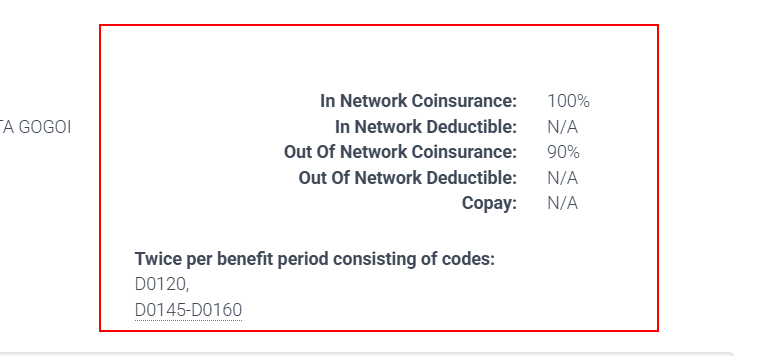 In Network Coinsurance: 100%
TA GOGOI
In Network Deductible: N/A
Out Of Network Coinsurance: 90%
Out Of Network Deductible: N/A
Copay: N/A
Twice per benefit period consisting of codes:
D0120,
D0145-D0160